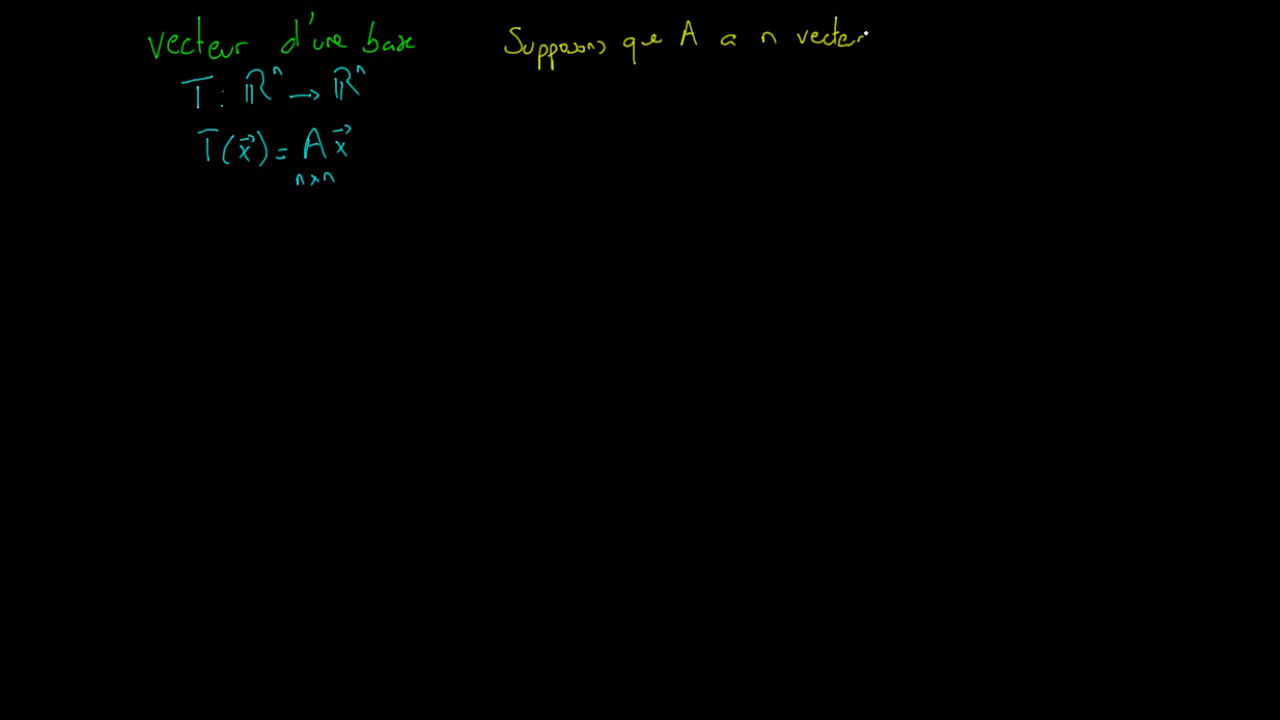 vecteur d'une base
Supposons que A a n vecteur
T : ℝⁿ → ℝⁿ
T(x⃗) = A x⃗
n×n